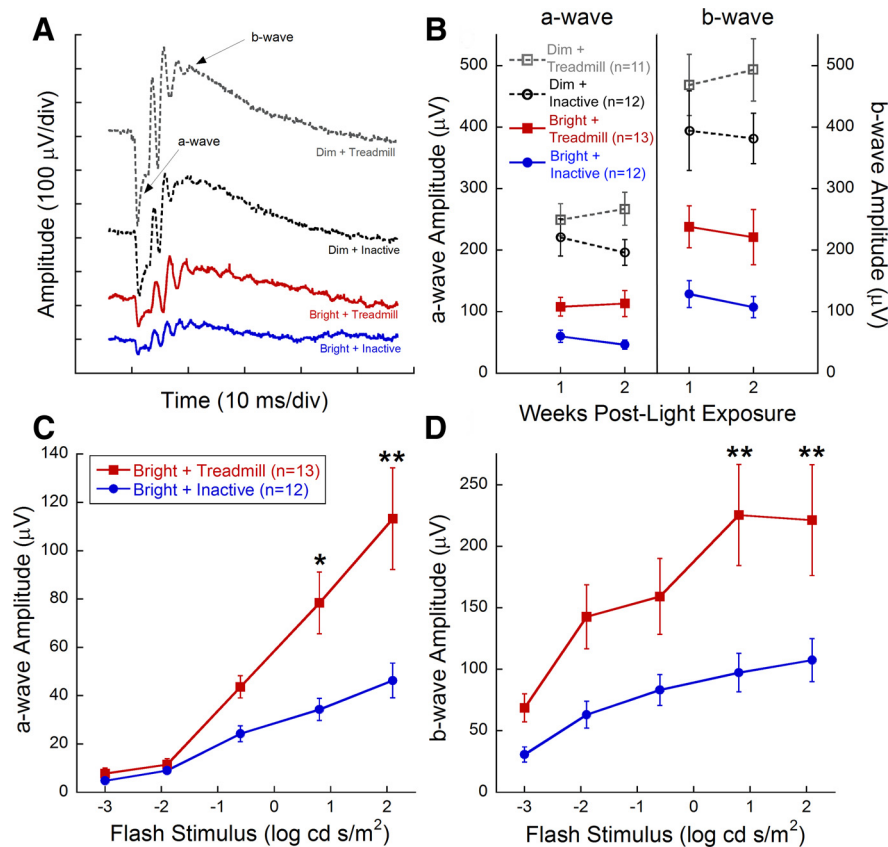 A
b-wave
a-wave
Dim + Treadmill
Dim + Inactive
Bright + Treadmill
Bright + Inactive
Amplitude (100 μV/div)
Time (10 ms/div)
B
a-wave
b-wave
Dim +
Treadmill (n=11)
Dim +
Inactive (n=12)
Bright +
Treadmill (n=13)
Bright +
Inactive (n=12)
a-wave Amplitude (μV)
500
400
300
200
100
0
b-wave Amplitude (μV)
500
400
300
200
100
0
1 2 1 2
Weeks Post-Light Exposure
C
Bright + Treadmill (n=13)
Bright + Inactive (n=12)
*
**
a-wave Amplitude (μV)
140
120
100
80
60
40
20
0
-3 -2 -1 0 1 2
Flash Stimulus (log cd s/m²)
D
** **
b-wave Amplitude (μV)
250
200
150
100
50
0
-3 -2 -1 0 1 2
Flash Stimulus (log cd s/m²)